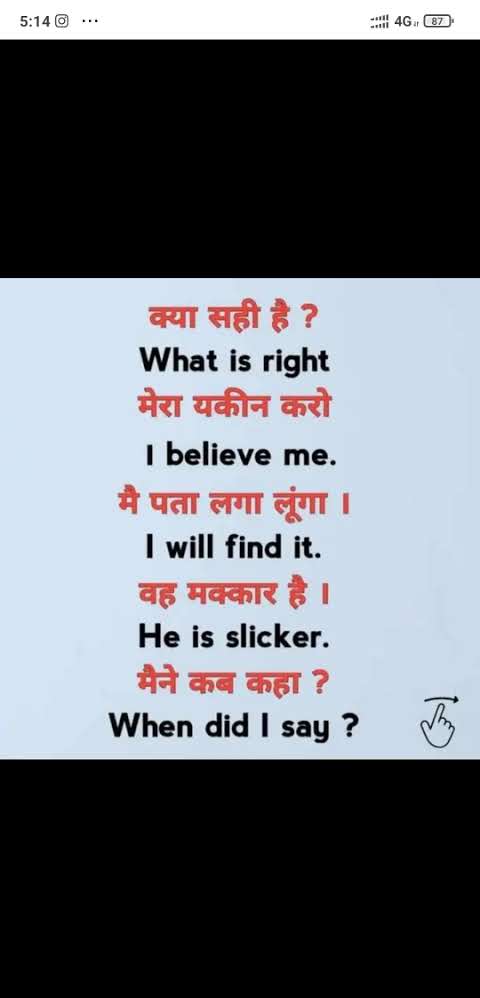 5:14 ... 4G 87
क्या सही है ?
What is right
मेरा यकीन करो
I believe me.
मै पता लगा लूंगा ।
I will find it.
वह मक्कार है ।
He is slicker.
मैने कब कहा ?
When did I say ?